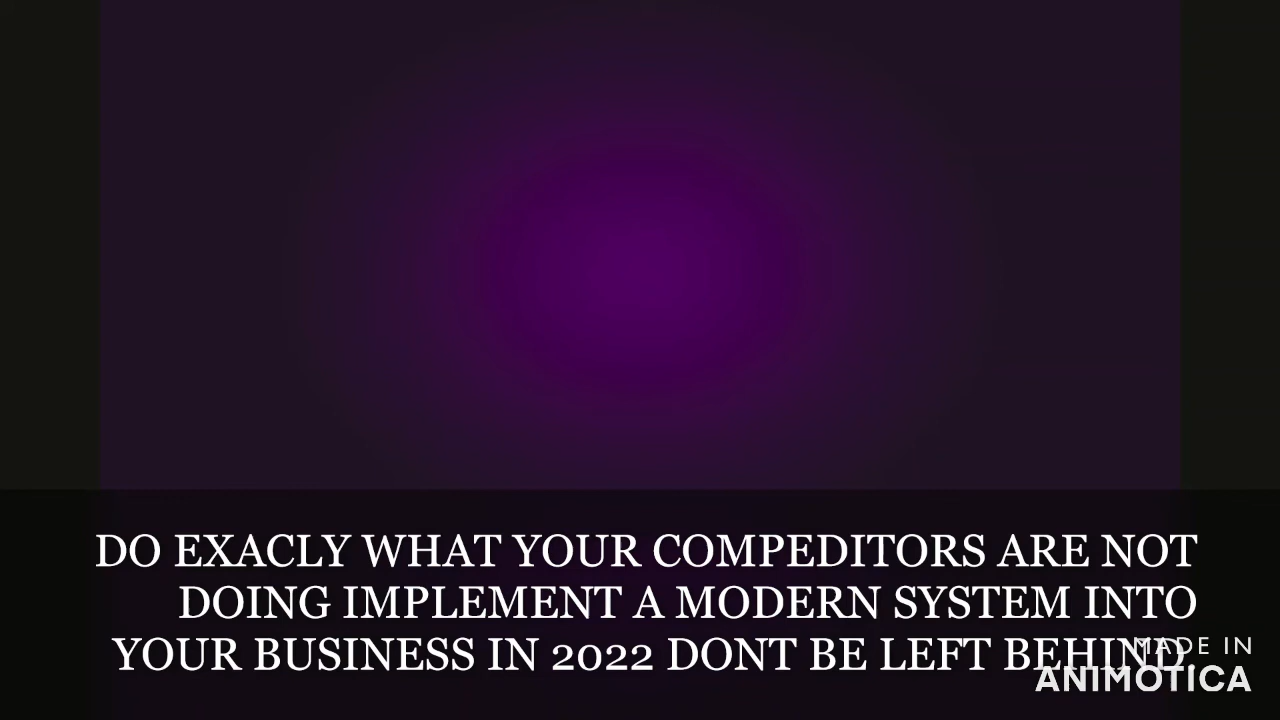 DO EXACLY WHAT YOUR COMPEDITORS ARE NOT
DOING IMPLEMENT A MODERN SYSTEM INTO
YOUR BUSINESS IN 2022 DONT BE LEFT BEHIND.
MADE IN
ANIMOTICA